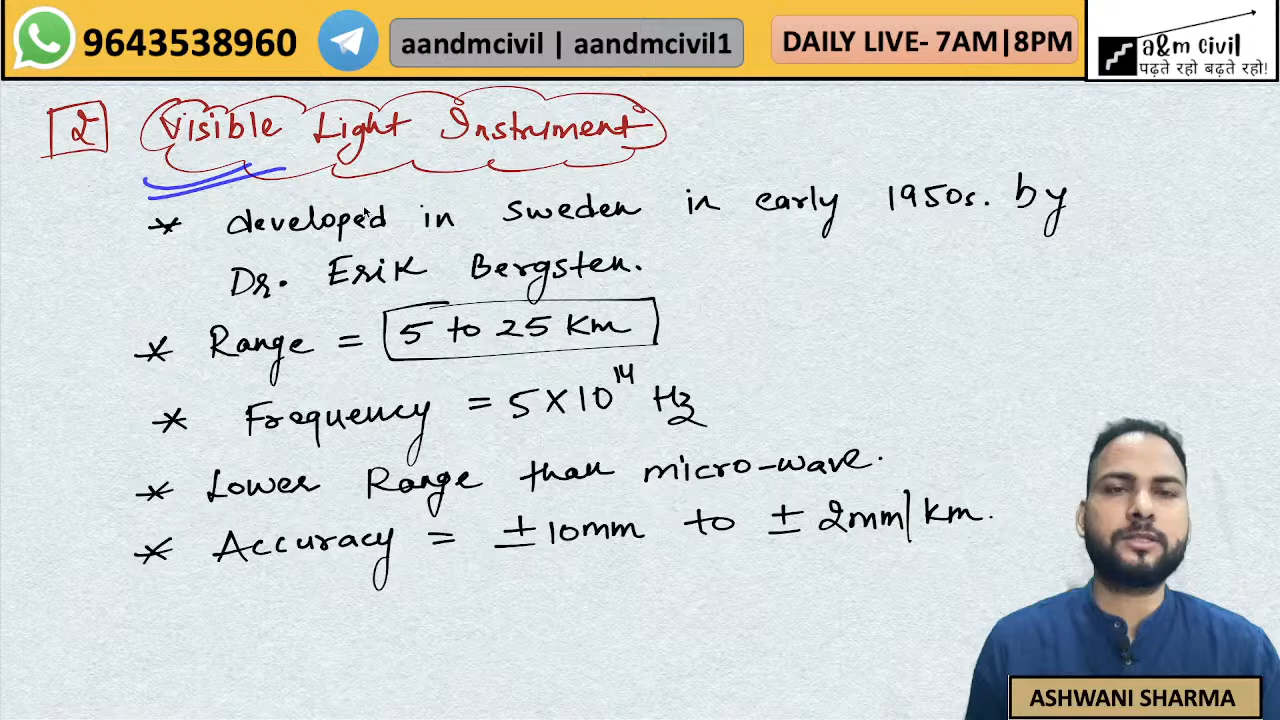 9643538960
aandmcivil | aandmcivil1
DAILY LIVE- 7AM|8PM
a&m civil
पढ़ते रहो बढ़ते रहो!
2 Visible Light Instrument
* developed in sweden in early 1950s. by
Dr. Erik Bergsten.
* Range = 5 to 25 Km
* Frequency = 5×10¹⁴ Hz
* Lower Range than micro-wave.
* Accuracy = ±10mm to ±2mm/km.
ASHWANI SHARMA